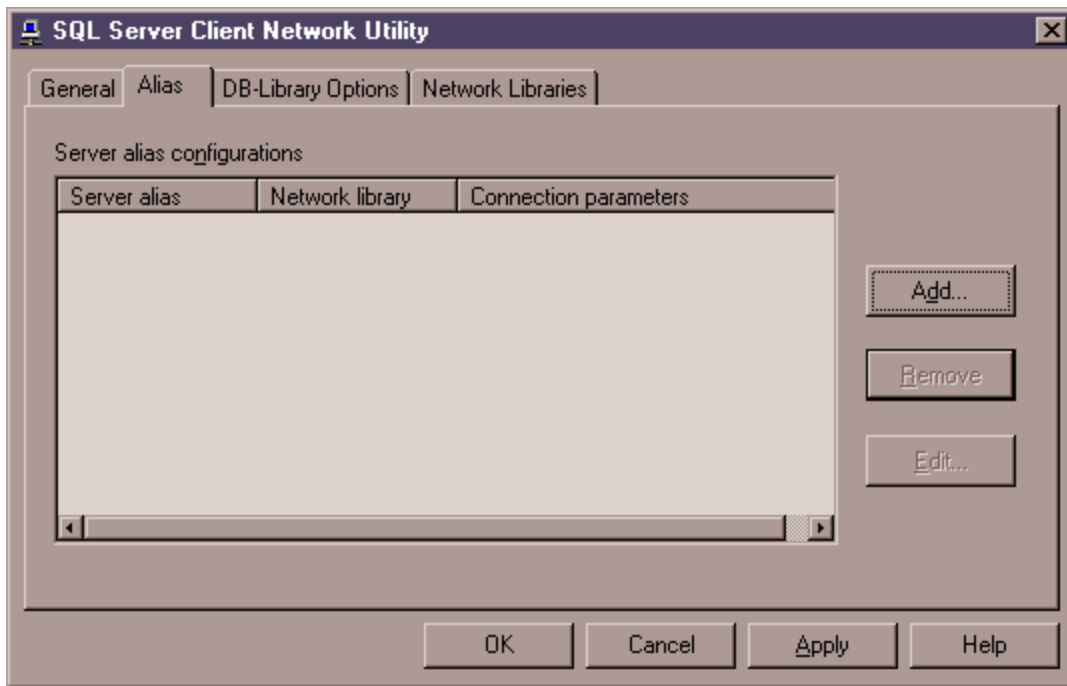 SQL Server Client Network Utility
General Alias DB-Library Options Network Libraries
Server alias configurations
Server alias Network library Connection parameters
Add...
Remove
Edit...
OK Cancel Apply Help